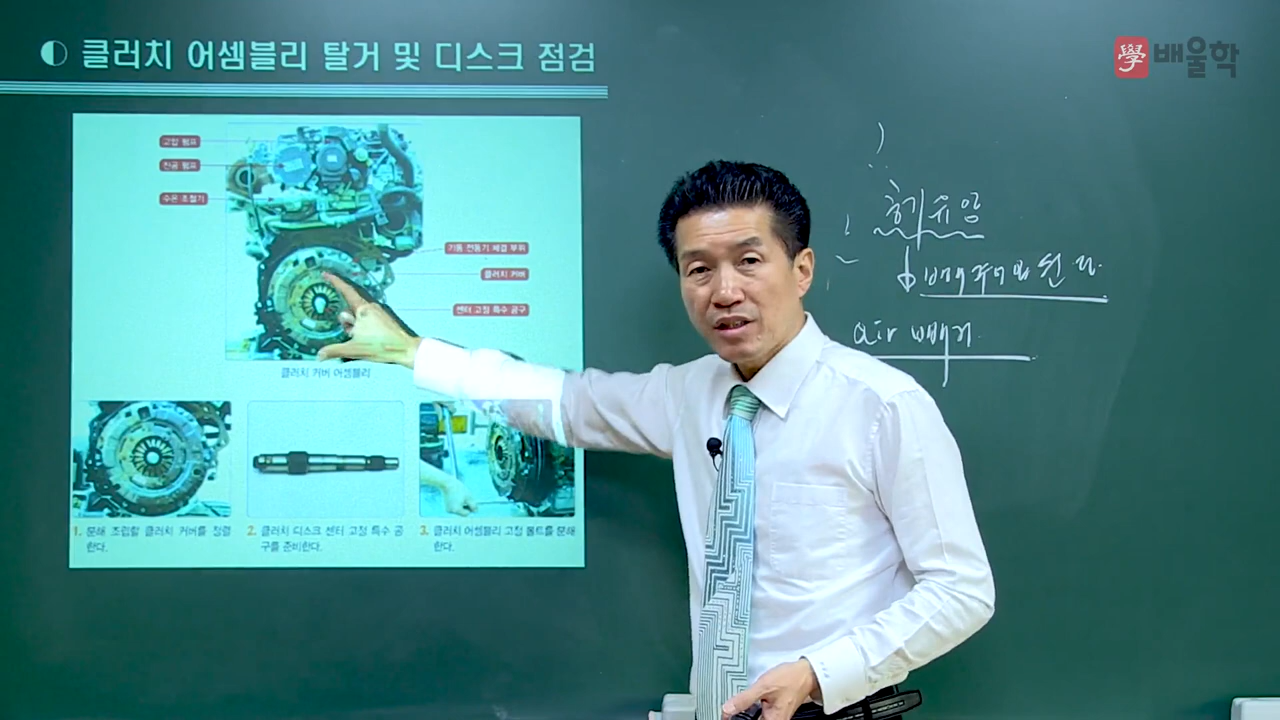 클러치 어셈블리 탈거 및 디스크 점검
學 배울학
고압 펌프
진공 펌프
수온 조절기
기동 전동기 체결 부위
클러치 커버
센터 고정 특수 공구
클러치 커버 어셈블리
1. 분해 조립할 클러치 커버를 정렬
한다.
2. 클러치 디스크 센터 고정 특수 공
구를 준비한다.
3. 클러치 어셈블리 고정 볼트를 분해
한다.
air 빼기